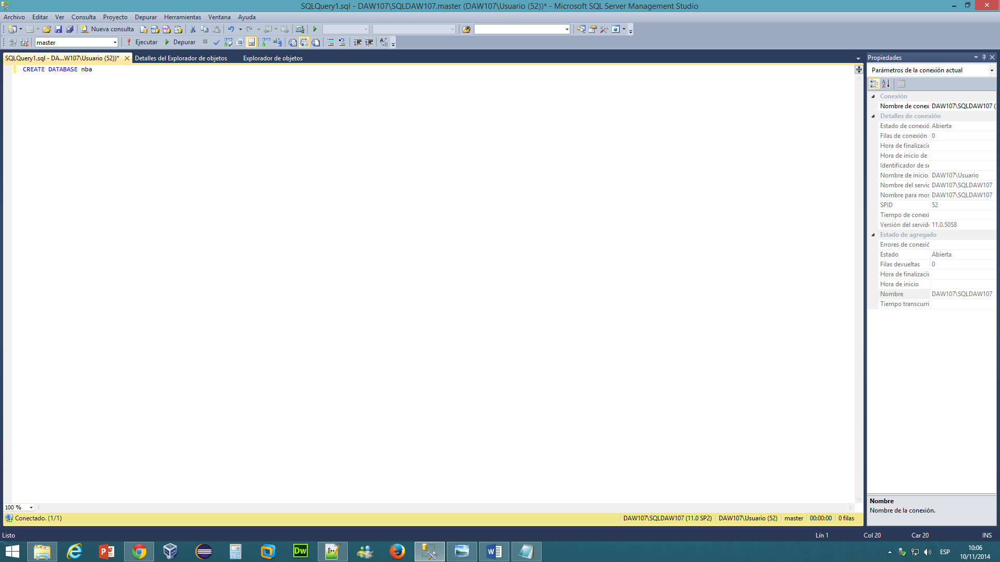 SQLQuery1.sql - DAW107\SQLDAW107.master (DAW107\Usuario (52))* - Microsoft SQL Server Management Studio
Archivo Editar Ver Consulta Proyecto Depurar Herramientas Ventana Ayuda
Nueva consulta
master Ejecutar Depurar
SQLQuery1.sql - DA...W107\Usuario (52))* Detalles del Explorador de objetos Explorador de objetos
CREATE DATABASE nba
Propiedades
Parámetros de la conexión actual
Conexión
Nombre de conex DAW107\SQLDAW107 (
Detalles de conexión
Estado de conexió Abierta
Filas de conexión 0
Hora de finalizació
Hora de inicio de
Identificador de se
Nombre de inicio DAW107\Usuario
Nombre del servic DAW107\SQLDAW107
Nombre para mos DAW107\SQLDAW107
SPID 52
Tiempo de conexi
Versión del servido 11.0.5058
Estado de agregado
Errores de conexió
Estado Abierta
Filas devueltas 0
Hora de finalizació
Hora de inicio
Nombre DAW107\SQLDAW107
Tiempo transcurri
Nombre
Nombre de la conexión.
100 %
Conectado. (1/1) DAW107\SQLDAW107 (11.0 SP2) DAW107\Usuario (52) master 00:00:00 0 filas
Listo Lín 1 Col 20 Car 20 INS
Dw
ESP
10:06
10/11/2014